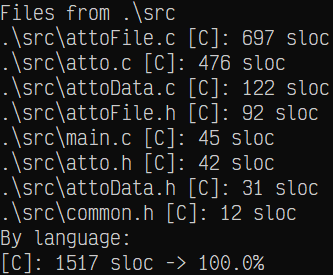 Files from .\src
.\src\attoFile.c [C]: 697 sloc
.\src\atto.c [C]: 476 sloc
.\src\attoData.c [C]: 122 sloc
.\src\attoFile.h [C]: 92 sloc
.\src\main.c [C]: 45 sloc
.\src\atto.h [C]: 42 sloc
.\src\attoData.h [C]: 31 sloc
.\src\common.h [C]: 12 sloc
By language:
[C]: 1517 sloc -> 100.0%